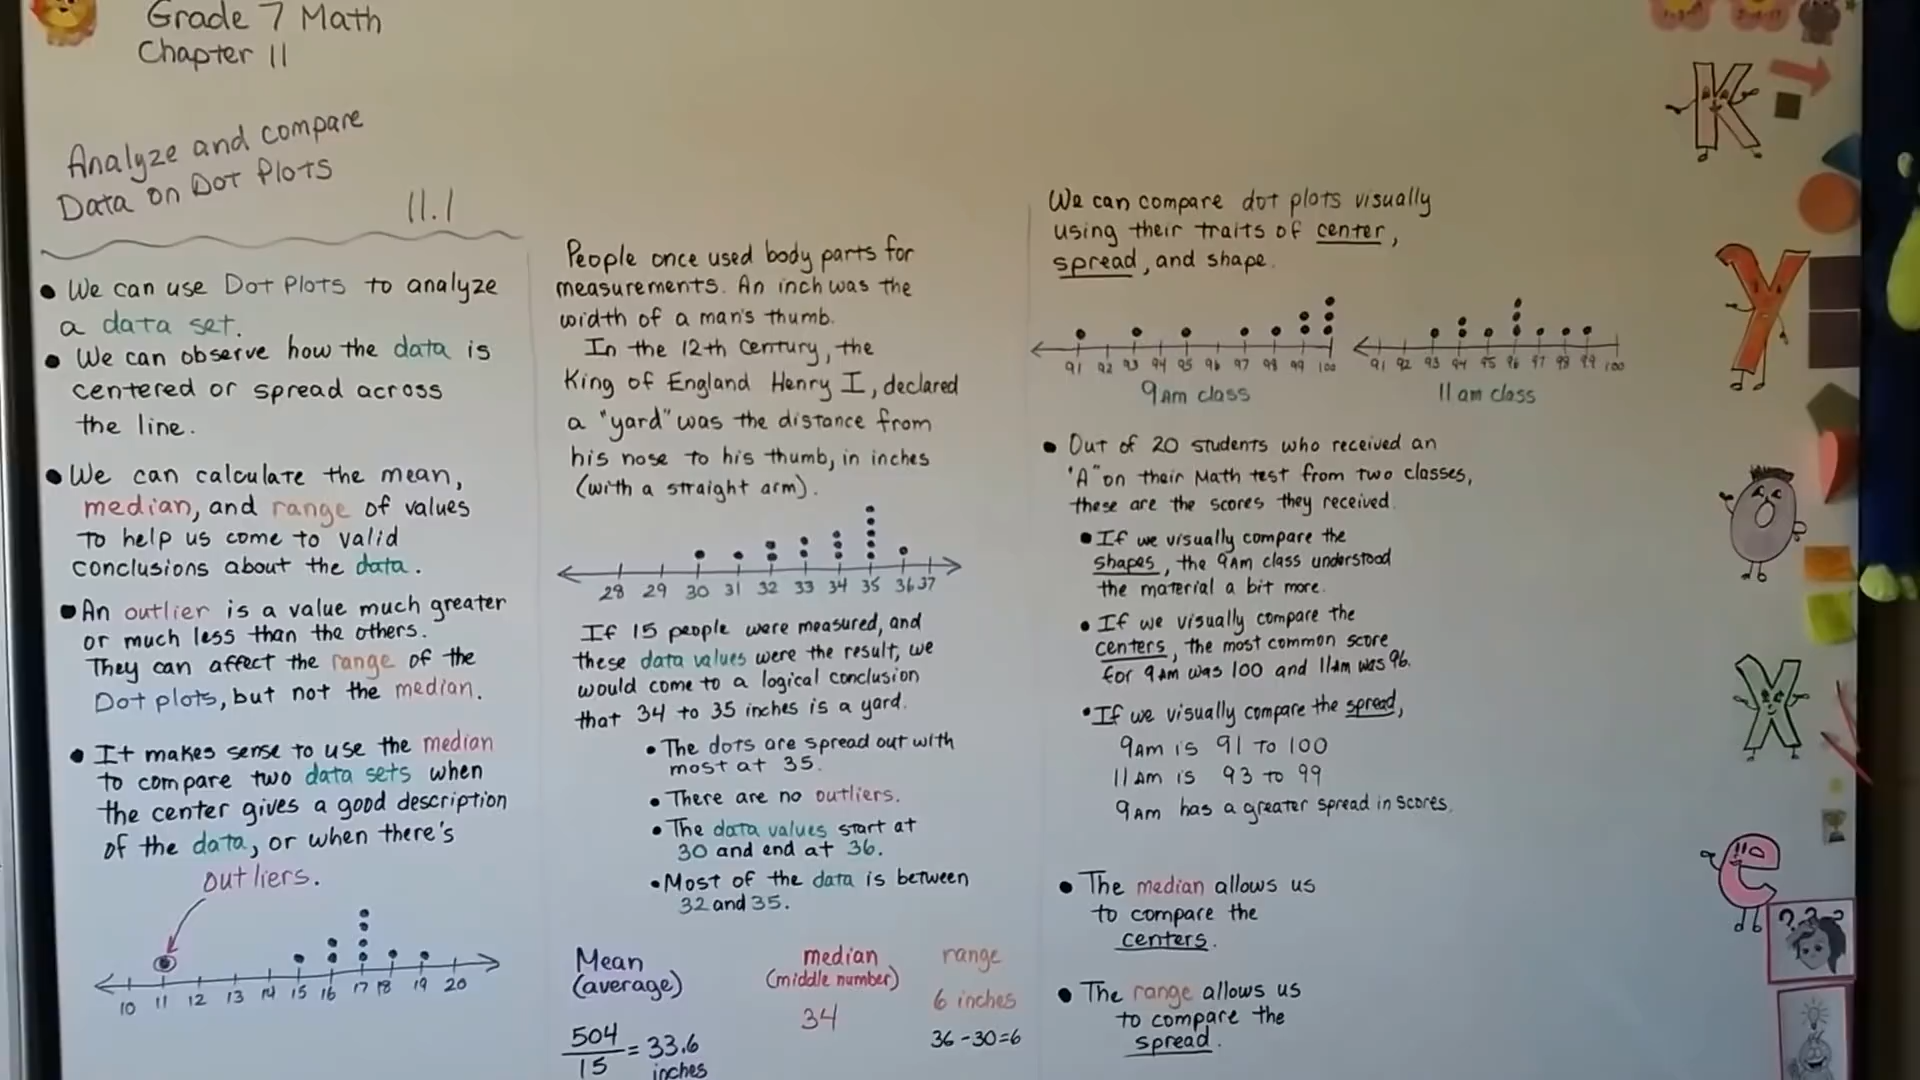 Grade 7 Math
Chapter 11
Analyze and compare
Data on Dot Plots
11.1
• We can use Dot Plots to analyze
a data set.
• We can observe how the data is
centered or spread across
the line.
• We can calculate the mean,
median, and range of values
to help us come to valid
conclusions about the data.
• An outlier is a value much greater
or much less than the others.
They can affect the range of the
Dot plots, but not the median.
• It makes sense to use the median
to compare two data sets when
the center gives a good description
of the data, or when there's
outliers.
10 11 12 13 14 15 16 17 18 19 20
People once used body parts for
measurements. An inch was the
width of a man's thumb.
In the 12th Century, the
King of England Henry I, declared
a "yard" was the distance from
his nose to his thumb, in inches
(with a straight arm).
28 29 30 31 32 33 34 35 36 37
If 15 people were measured, and
these data values were the result, we
would come to a logical conclusion
that 34 to 35 inches is a yard.
• The dots are spread out with
most at 35.
• There are no outliers.
• The data values start at
30 and end at 36.
• Most of the data is between
32 and 35.
Mean
(average)
504
15
= 33.6
inches
median
(middle number)
34
range
6 inches
36 - 30 = 6
We can compare dot plots visually
using their traits of center,
spread, and shape.
91 92 93 94 95 96 97 98 99 100
9AM class
91 92 93 94 95 96 97 98 99 100
11 am class
• Out of 20 students who received an
"A" on their Math test from two classes,
these are the scores they received.
• If we visually compare the
shapes, the 9AM class understood
the material a bit more.
• If we visually compare the
centers, the most common score
for 9AM was 100 and 11AM was 96.
• If we visually compare the spread,
9AM is 91 to 100
11AM is 93 to 99
9AM has a greater spread in scores.
• The median allows us
to compare the
centers.
• The range allows us
to compare the
spread.
K
Y
O
X
e
? ? ?